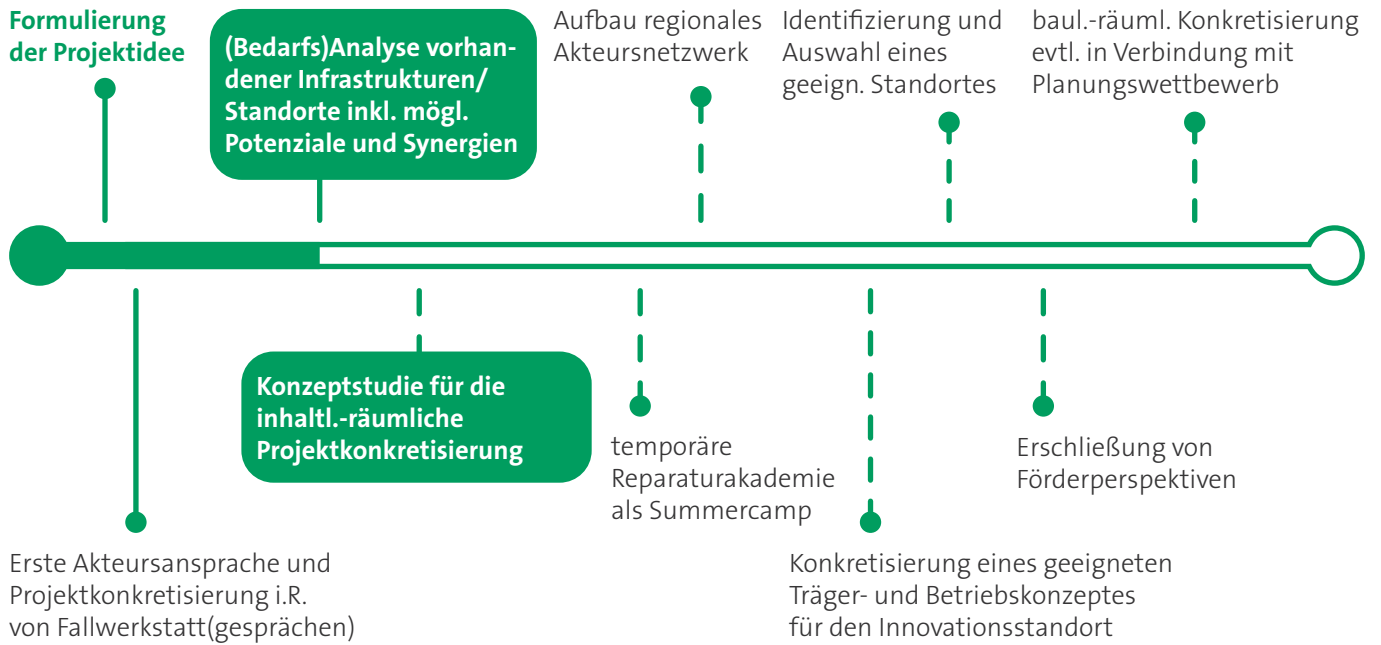 Formulierung
der Projektidee
(Bedarfs)Analyse vorhan-
dener Infrastrukturen/
Standorte inkl. mögl.
Potenziale und Synergien
Aufbau regionales
Akteursnetzwerk
Identifizierung und
Auswahl eines
geeign. Standortes
baul.-räuml. Konkretisierung
evtl. in Verbindung mit
Planungswettbewerb
Erste Akteursansprache und
Projektkonkretisierung i.R.
von Fallwerkstatt(gesprächen)
Konzeptstudie für die
inhaltl.-räumliche
Projektkonkretisierung
temporäre
Reparaturakademie
als Summercamp
Konkretisierung eines geeigneten
Träger- und Betriebskonzeptes
für den Innovationsstandort
Erschließung von
Förderperspektiven